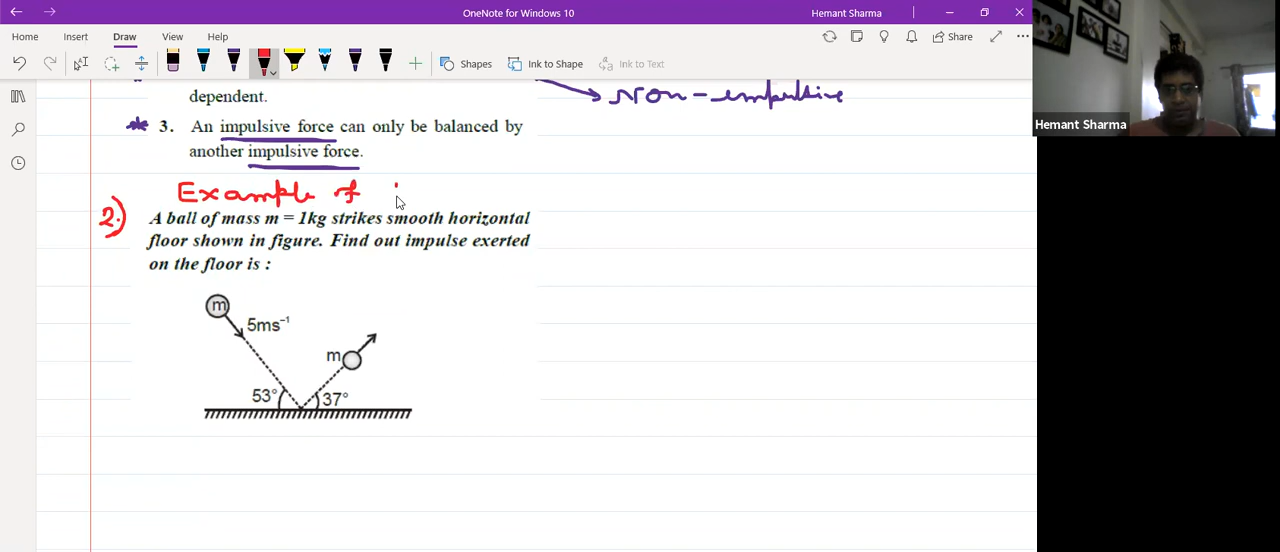 OneNote for Windows 10
Hemant Sharma
Home Insert Draw View Help
Share
Shapes
Ink to Shape
Ink to Text
dependent.
Non-impulsive
3. An impulsive force can only be balanced by
another impulsive force.
Example of
2.) A ball of mass m = 1kg strikes smooth horizontal
floor shown in figure. Find out impulse exerted
on the floor is :
m
5ms⁻¹
m
53° 37°
Hemant Sharma